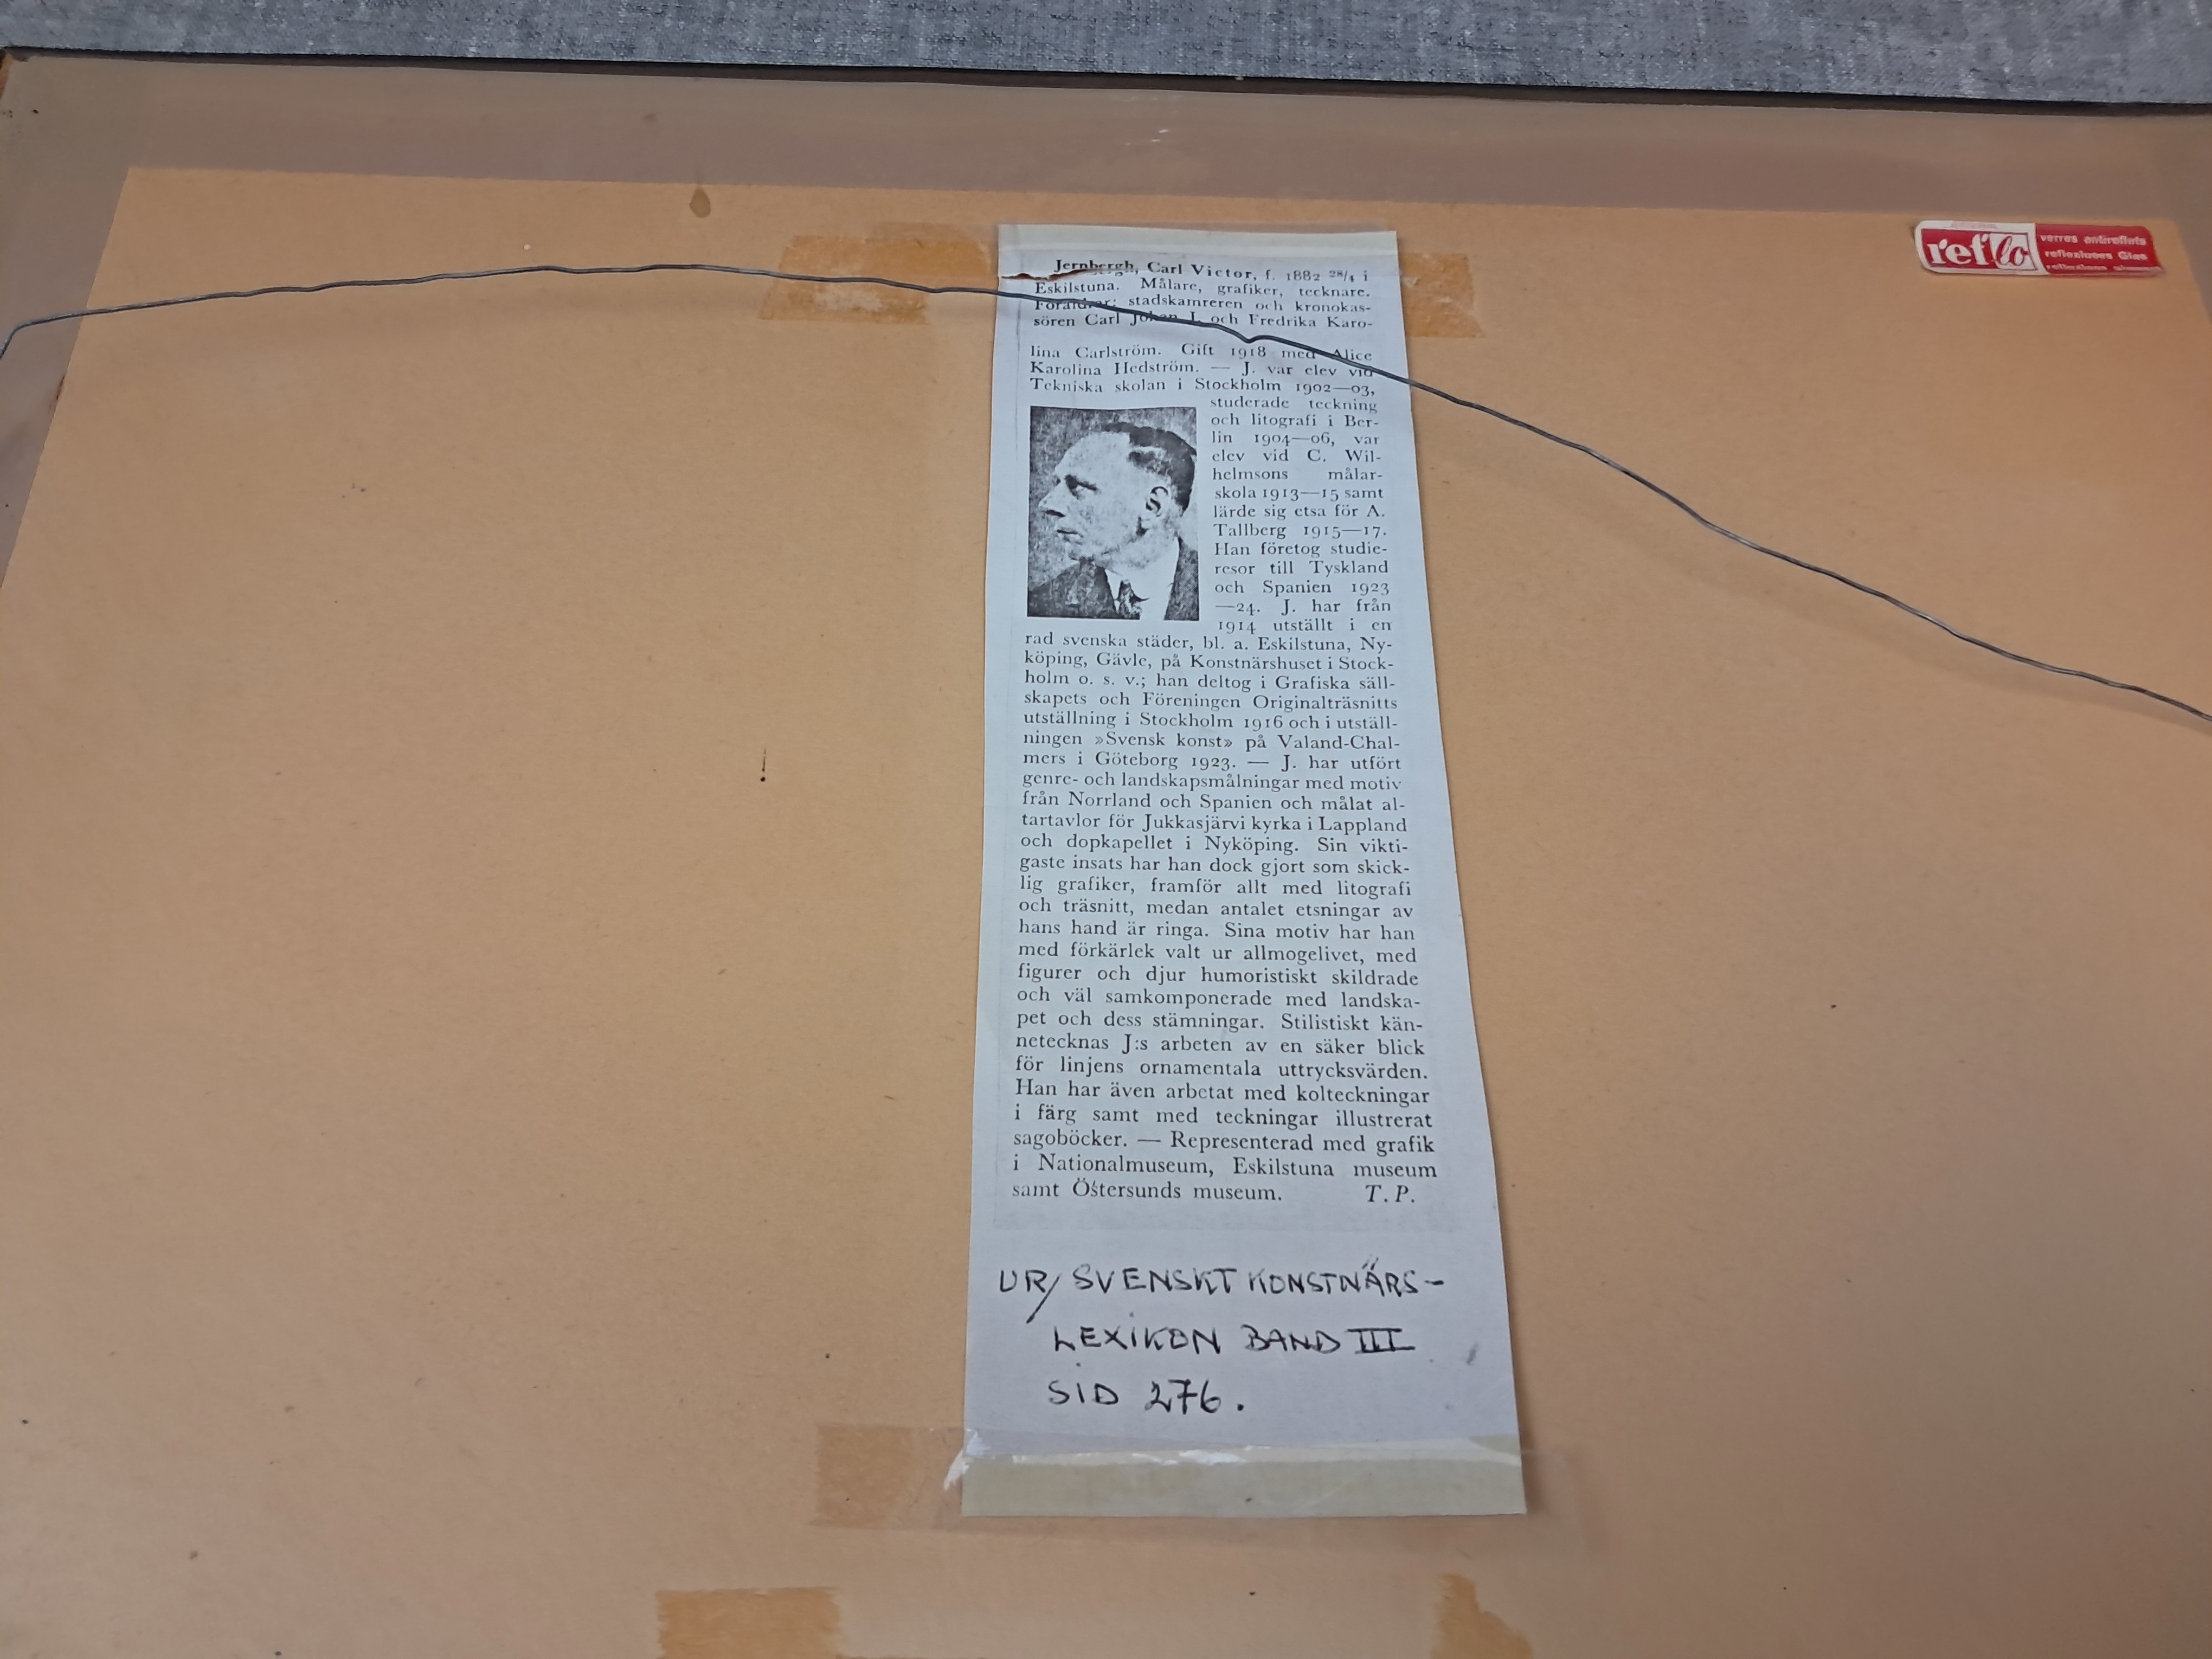 Jernbergh, Carl Victor, f. 1882 28/4 i
Eskilstuna. Målare, grafiker, tecknare.
Föräldrar: stadskamreren och kronokas-
sören Carl Johan J. och Fredrika Karo-
lina Carlström. Gift 1918 med Alice
Karolina Hedström. — J. var elev vid
Tekniska skolan i Stockholm 1902—03,
studerade teckning
och litografi i Ber-
lin 1904—06, var
elev vid C. Wil-
helmsons målar-
skola 1913—15 samt
lärde sig etsa för A.
Tallberg 1915—17.
Han företog studie-
resor till Tyskland
och Spanien 1923
—24. J. har från
1914 utställt i en
rad svenska städer, bl. a. Eskilstuna, Ny-
köping, Gävle, på Konstnärshuset i Stock-
holm o. s. v.; han deltog i Grafiska säll-
skapets och Föreningen Originalträsnitts
utställning i Stockholm 1916 och i utställ-
ningen »Svensk konst» på Valand-Chal-
mers i Göteborg 1923. — J. har utfört
genre- och landskapsmålningar med motiv
från Norrland och Spanien och målat al-
tartavlor för Jukkasjärvi kyrka i Lappland
och dopkapellet i Nyköping. Sin vikti-
gaste insats har han dock gjort som skick-
lig grafiker, framför allt med litografi
och träsnitt, medan antalet etsningar av
hans hand är ringa. Sina motiv har han
med förkärlek valt ur allmogelivet, med
figurer och djur humoristiskt skildrade
och väl samkomponerade med landska-
pet och dess stämningar. Stilistiskt kän-
netecknas J:s arbeten av en säker blick
för linjens ornamentala uttrycksvärden.
Han har även arbetat med kolteckningar
i färg samt med teckningar illustrerat
sagoböcker. — Representerad med grafik
i Nationalmuseum, Eskilstuna museum
samt Östersunds museum. T. P.
UR/ SVENSKT KONSTNÄRS-
LEXIKON BAND III
SID 276.
reflo
verres antireflets
reflexloses Glas